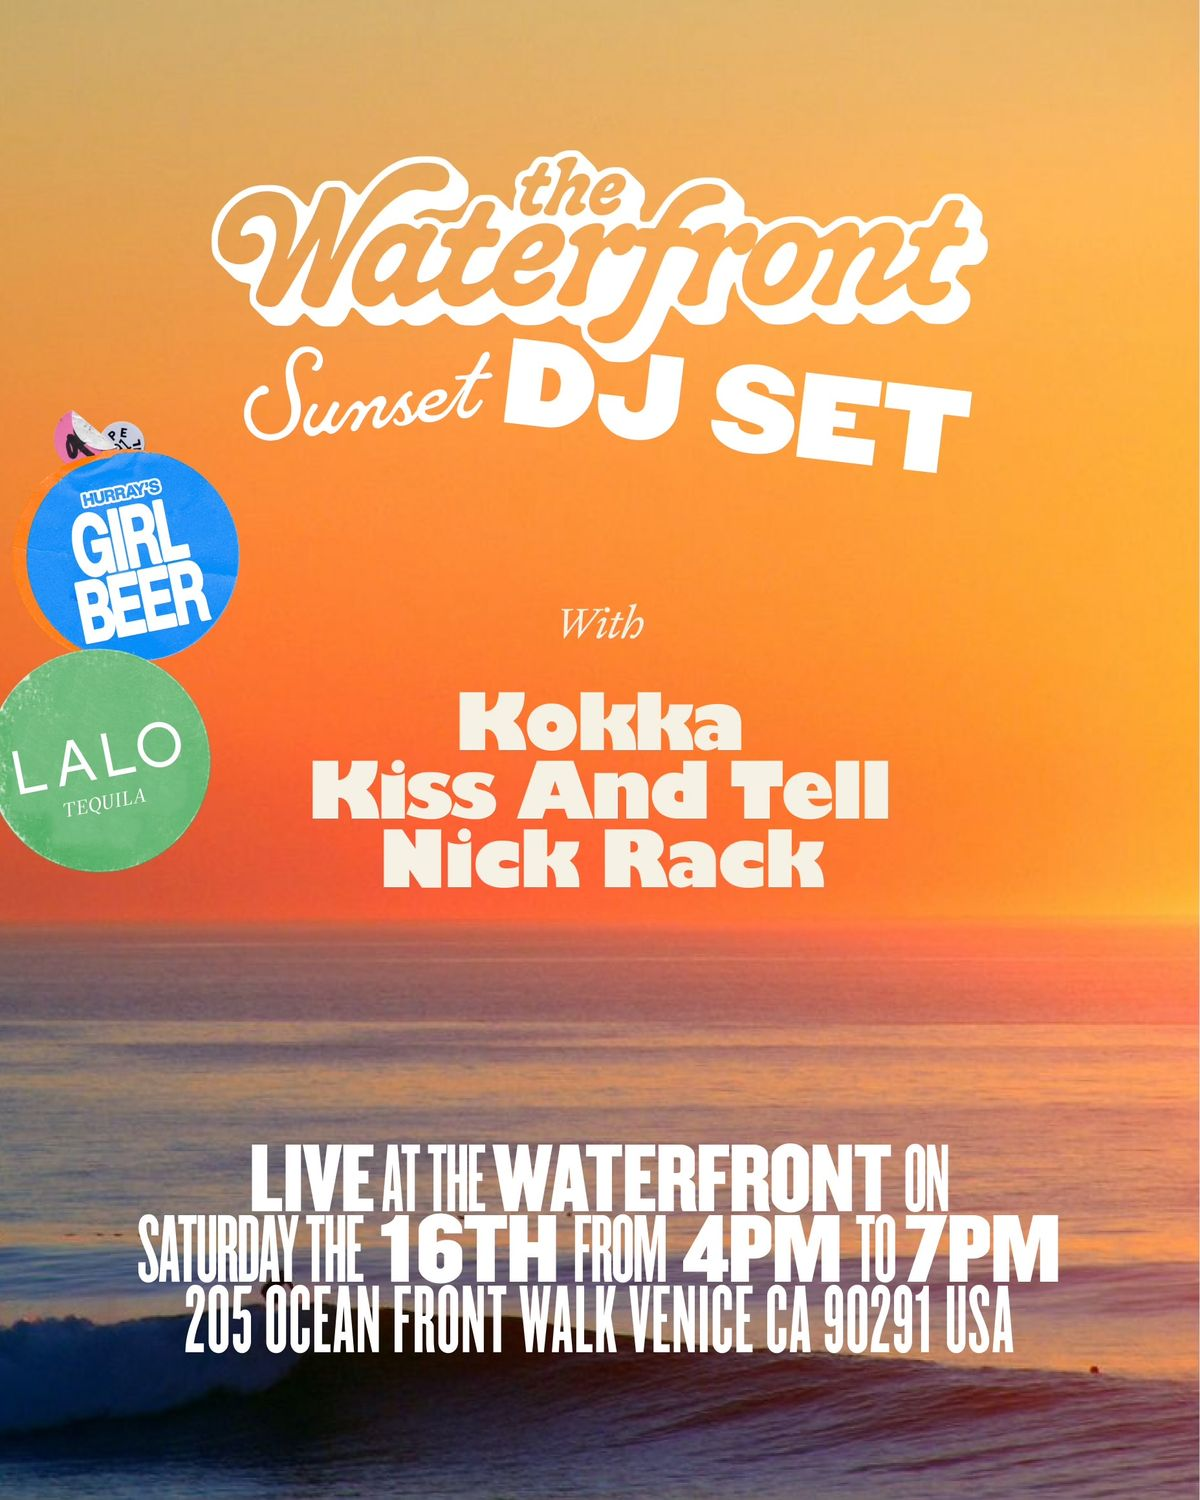 the
Waterfront
Sunset DJ SET
HURRAY'S
GIRL
BEER
LALO
TEQUILA
With
Kokka
Kiss And Tell
Nick Rack
LIVE AT THE WATERFRONT ON
SATURDAY THE 16TH FROM 4PM TO 7PM
205 OCEAN FRONT WALK VENICE CA 90291 USA